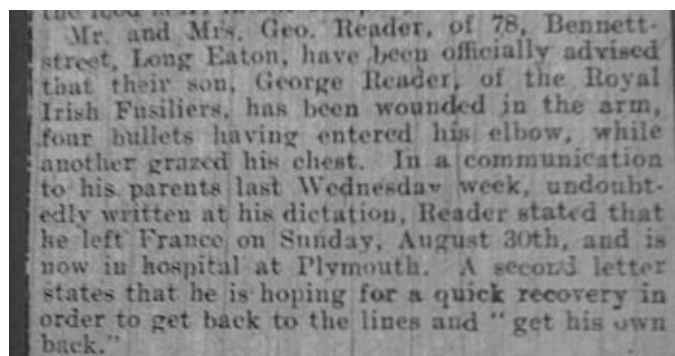 Mr. and Mrs. Geo. Reader, of 78, Bennett-
street, Long Eaton, have been officially advised
that their son, George Reader, of the Royal
Irish Fusiliers, has been wounded in the arm,
four bullets having entered his elbow, while
another grazed his chest. In a communication
to his parents last Wednesday week, undoubt-
edly written at his dictation, Reader stated that
he left France on Sunday, August 30th, and is
now in hospital at Plymouth. A second letter
states that he is hoping for a quick recovery in
order to get back to the lines and "get his own
back."